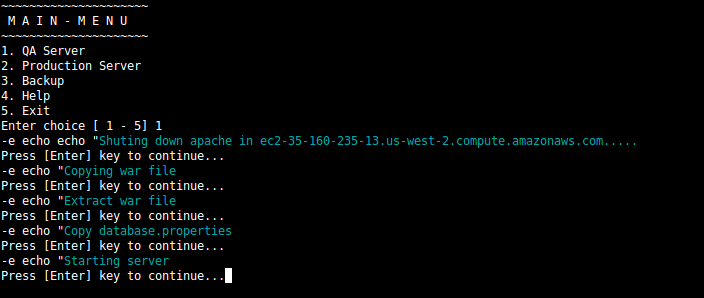 ~~~~~~~~~~~~~~~~~~~~~
M A I N - M E N U
~~~~~~~~~~~~~~~~~~~~~
1. QA Server
2. Production Server
3. Backup
4. Help
5. Exit
Enter choice [ 1 - 5] 1
-e echo echo "Shuting down apache in ec2-35-160-235-13.us-west-2.compute.amazonaws.com.....
Press [Enter] key to continue...
-e echo "Copying war file
Press [Enter] key to continue...
-e echo "Extract war file
Press [Enter] key to continue...
-e echo "Copy database.properties
Press [Enter] key to continue...
-e echo "Starting server
Press [Enter] key to continue...